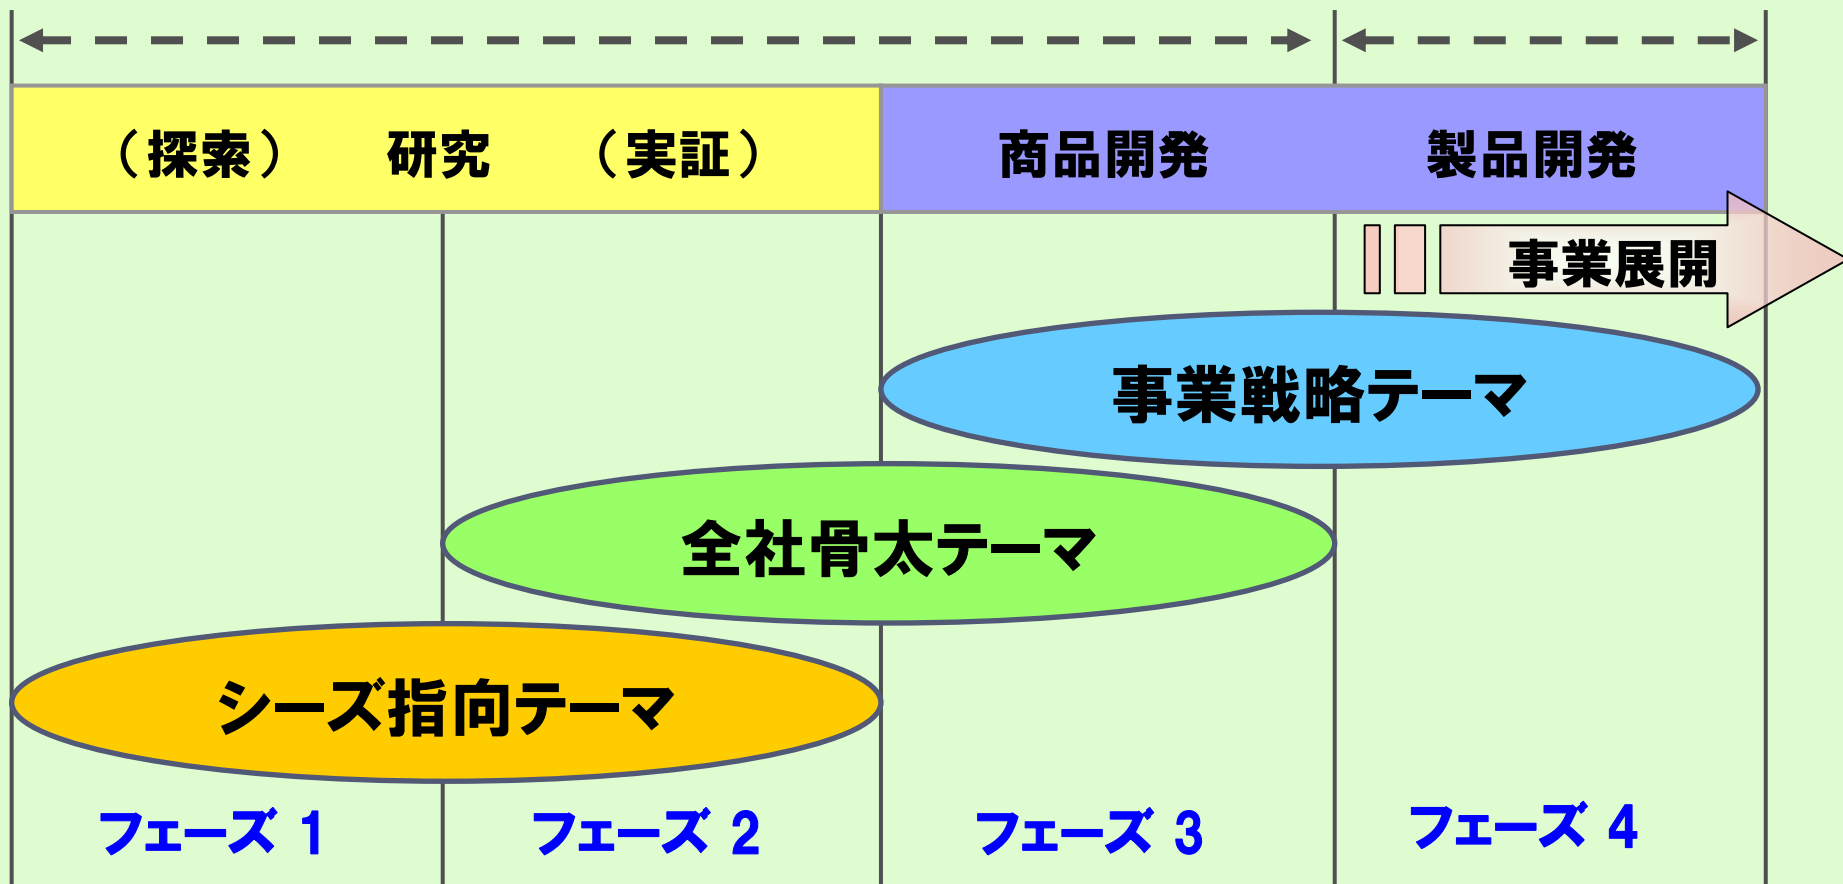 （探索） 研究 （実証） 商品開発 製品開発
事業展開
事業戦略テーマ
全社骨太テーマ
シーズ指向テーマ
フェーズ 1 フェーズ 2 フェーズ 3 フェーズ 4